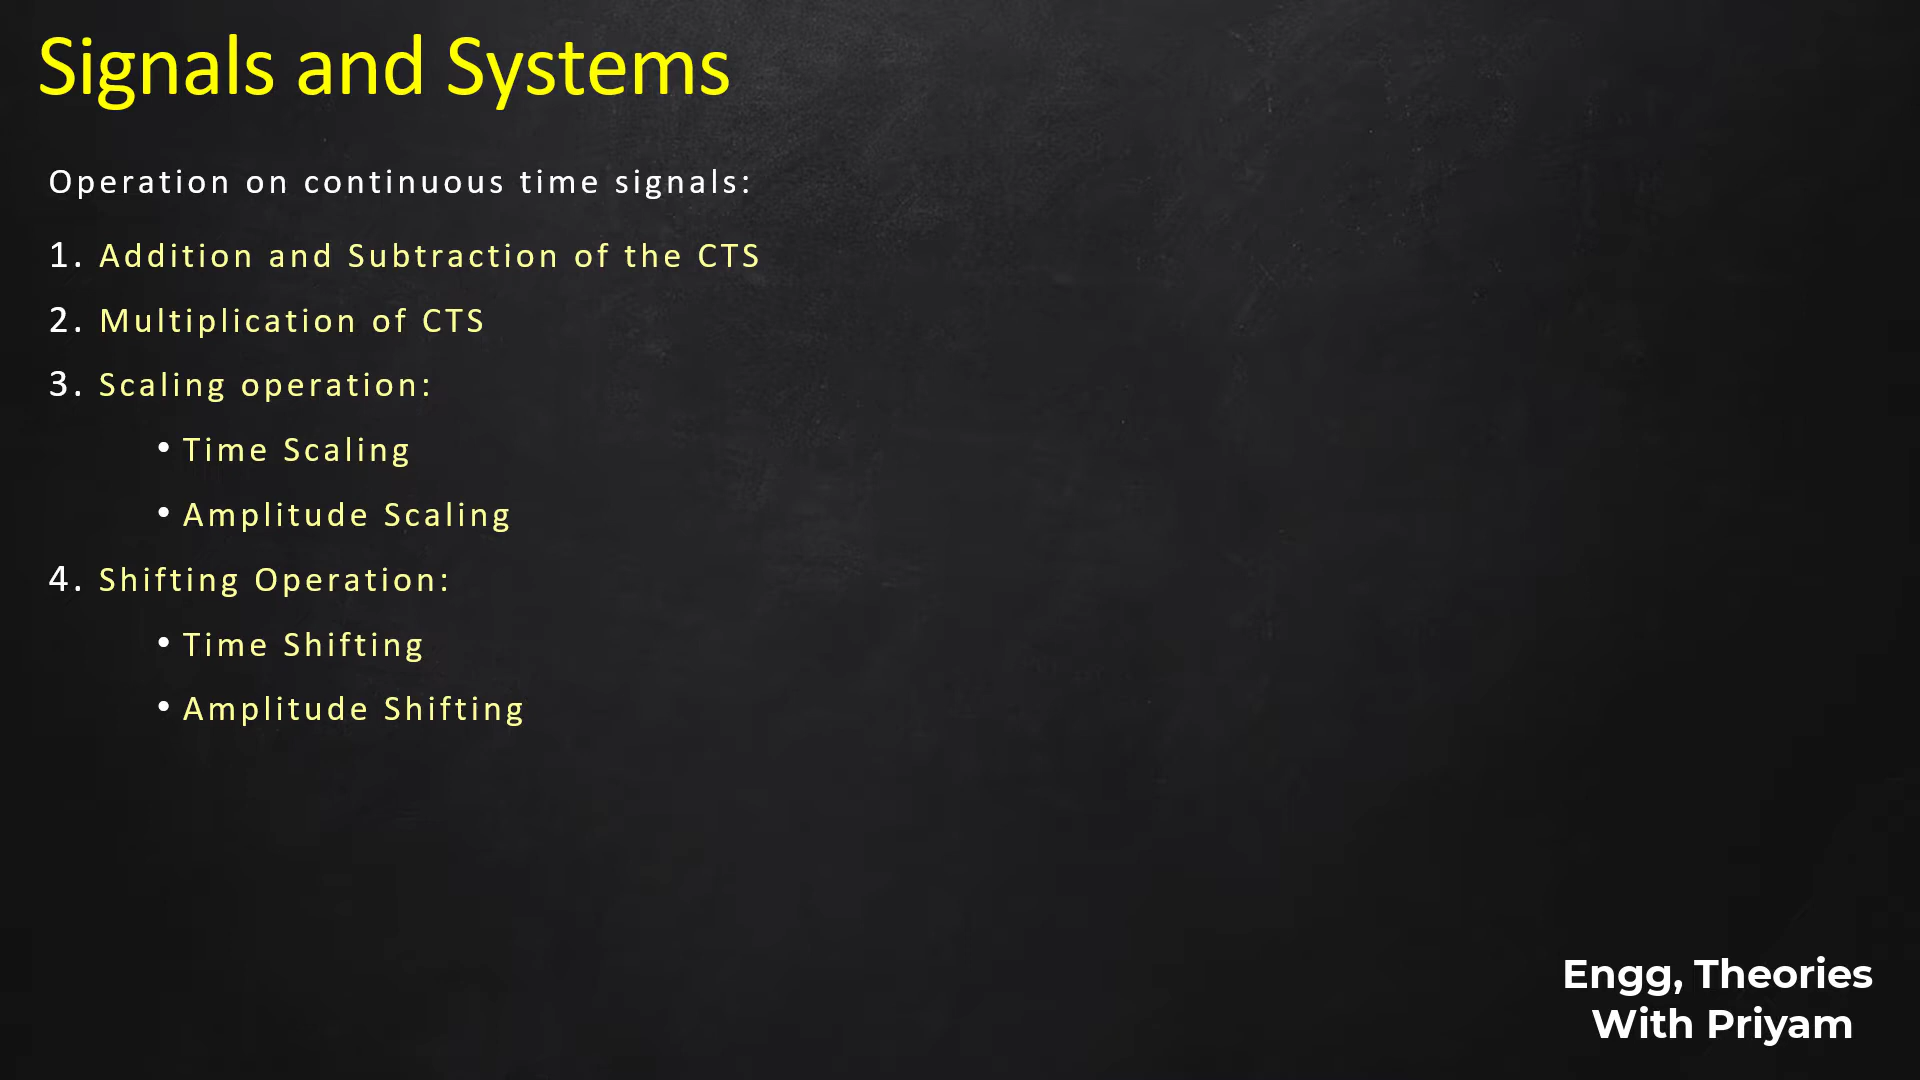 Signals and Systems
Operation on continuous time signals:
1. Addition and Subtraction of the CTS
2. Multiplication of CTS
3. Scaling operation:
• Time Scaling
• Amplitude Scaling
4. Shifting Operation:
• Time Shifting
• Amplitude Shifting
Engg, Theories
With Priyam